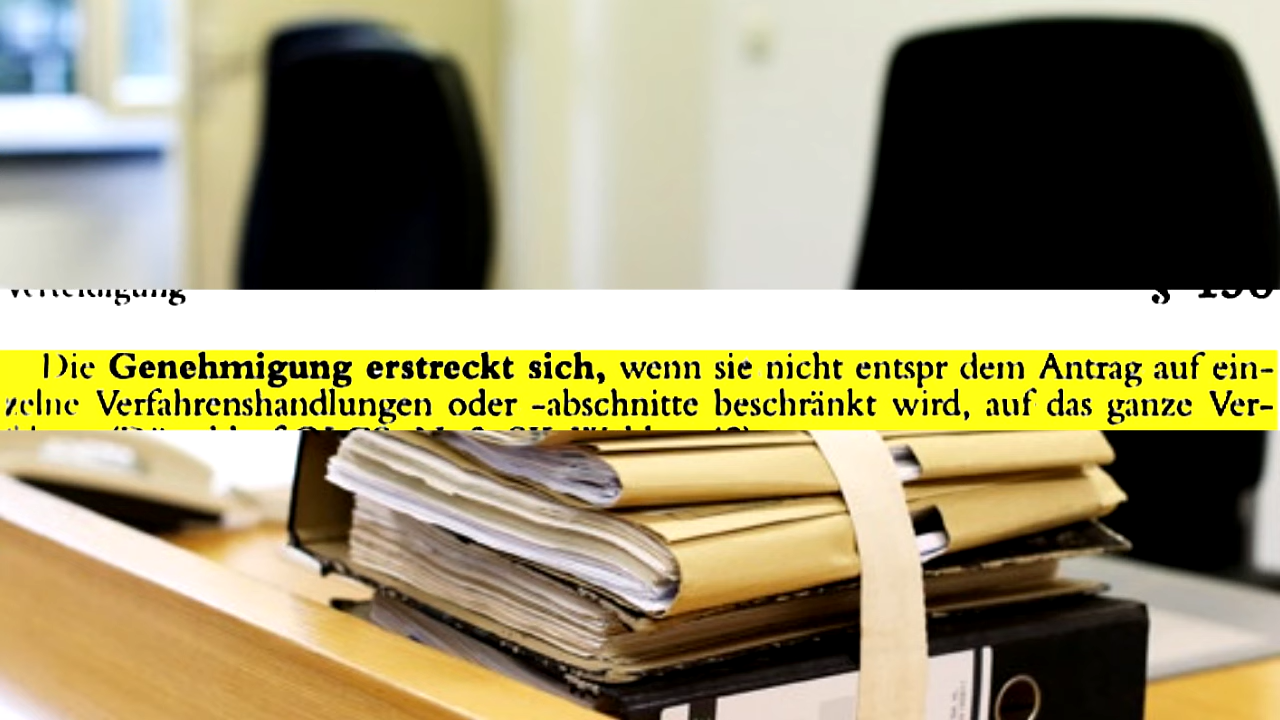 Verteidigung
Die Genehmigung erstreckt sich, wenn sie nicht entspr dem Antrag auf ein-
zelne Verfahrenshandlungen oder -abschnitte beschränkt wird, auf das ganze Ver-